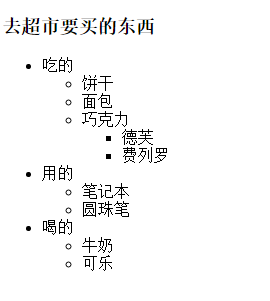 去超市要买的东西
吃的
饼干
面包
巧克力
德芙
费列罗
用的
笔记本
圆珠笔
喝的
牛奶
可乐